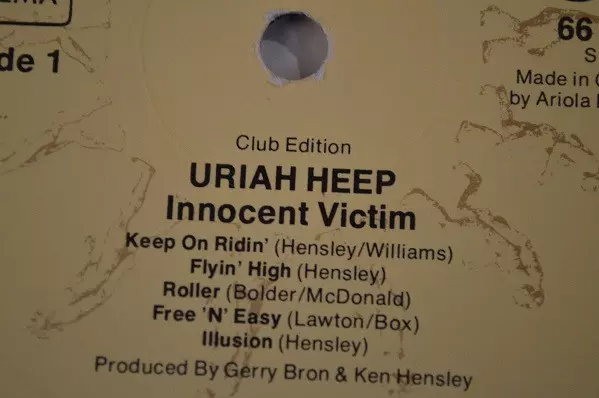 de 1
66
S
Made in
by Ariola
Club Edition
URIAH HEEP
Innocent Victim
Keep On Ridin' (Hensley/Williams)
Flyin' High (Hensley)
Roller (Bolder/McDonald)
Free 'N' Easy (Lawton/Box)
Illusion (Hensley)
Produced By Gerry Bron & Ken Hensley